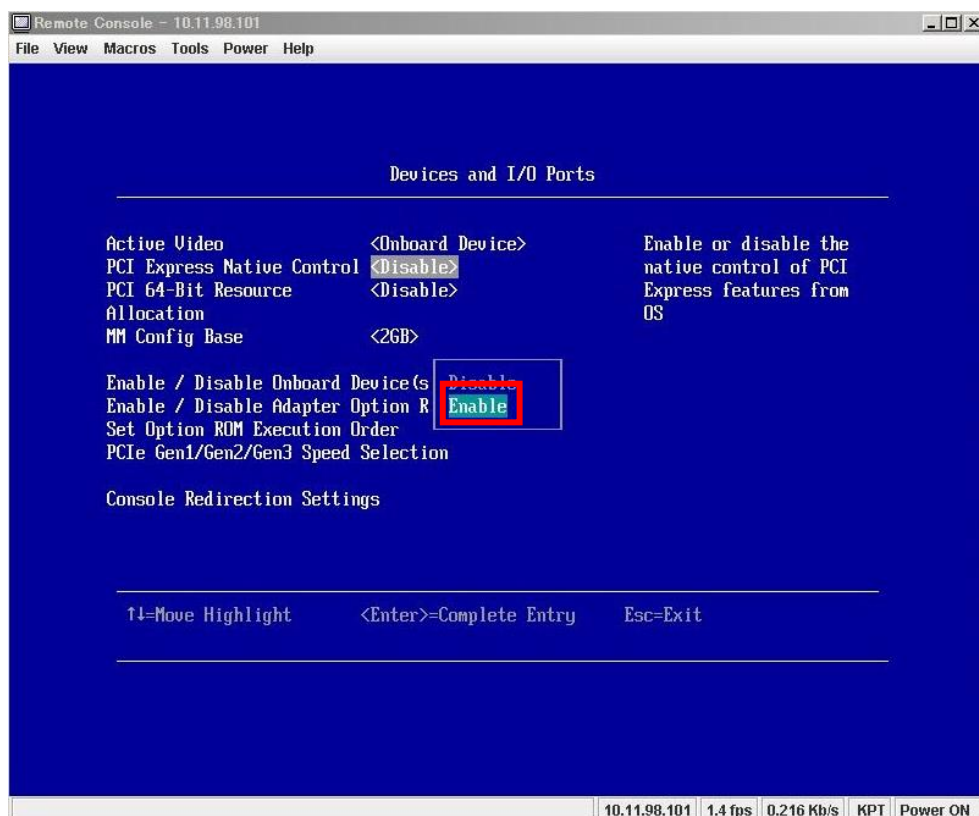 Remote Console - 10.11.98.101
File View Macros Tools Power Help
Devices and I/O Ports
Active Video <Onboard Device> Enable or disable the
PCI Express Native Control <Disable> native control of PCI
PCI 64-Bit Resource <Disable> Express features from
Allocation OS
MM Config Base <2GB>
Enable / Disable Onboard Device(s Disable
Enable / Disable Adapter Option R Enable
Set Option ROM Execution Order
PCIe Gen1/Gen2/Gen3 Speed Selection
Console Redirection Settings
↑↓=Move Highlight <Enter>=Complete Entry Esc=Exit
10.11.98.101 1.4 fps 0.216 Kb/s KPT Power ON